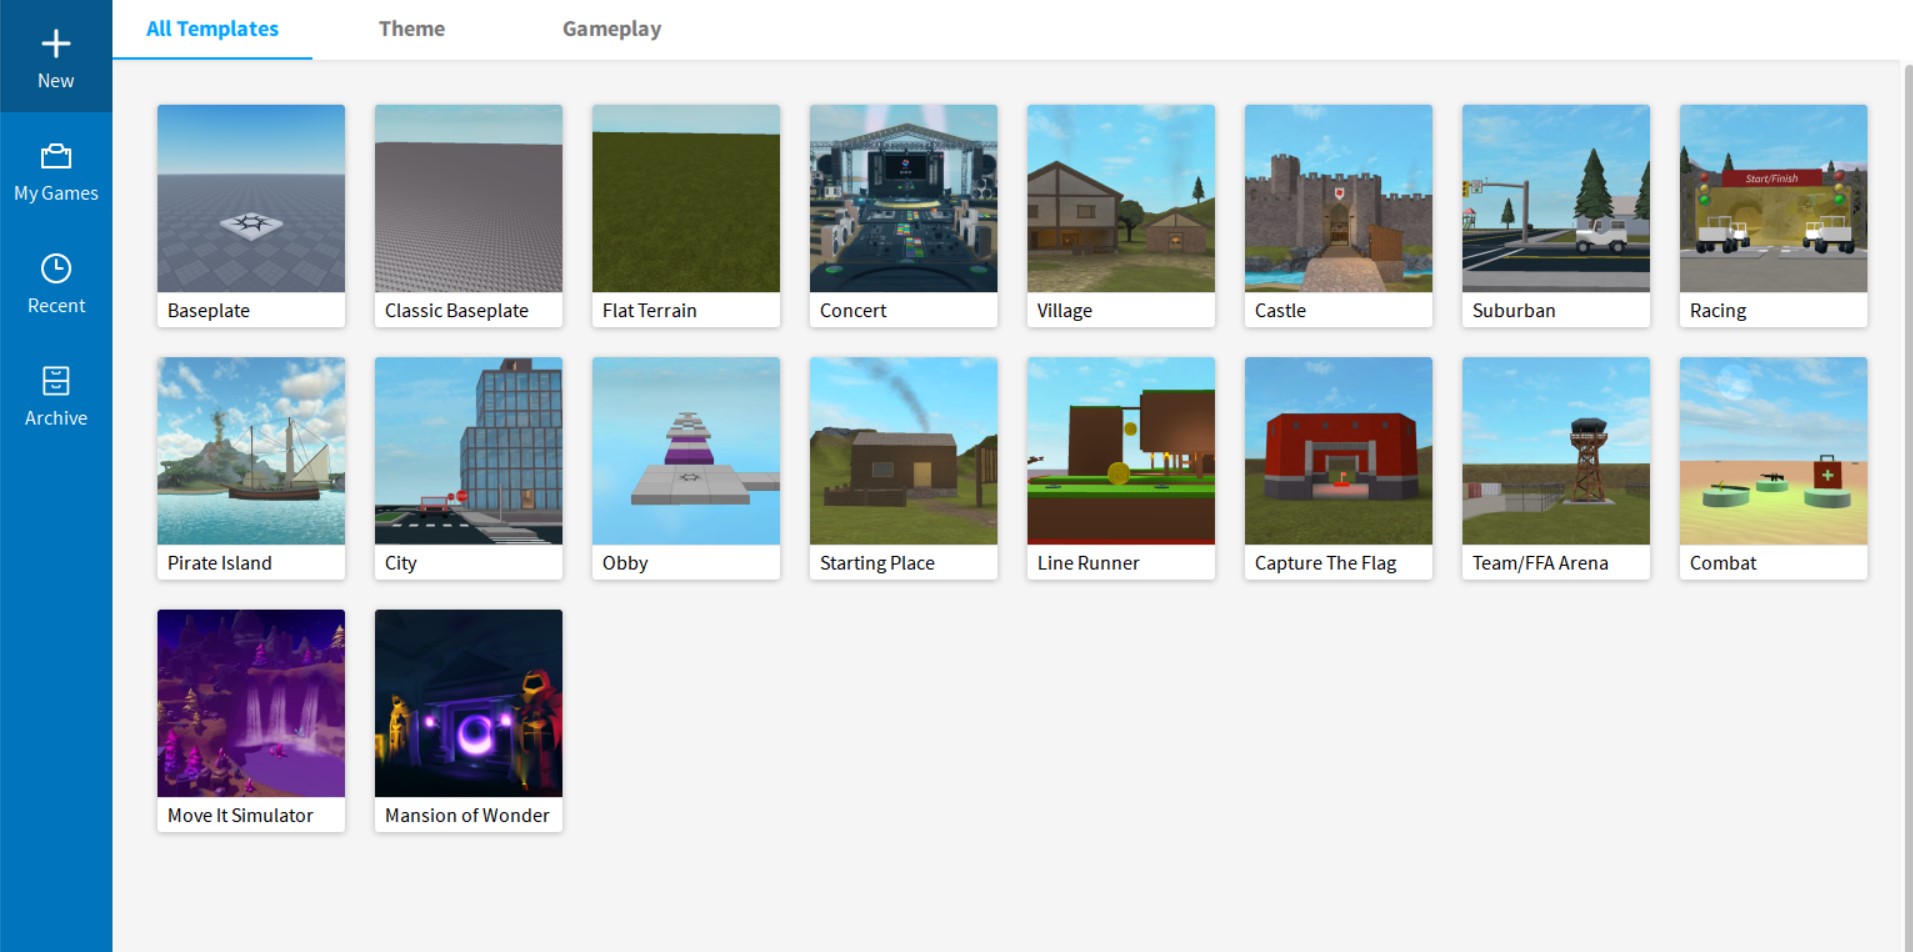 All Templates
Theme
Gameplay
New
My Games
Recent
Archive
Baseplate
Classic Baseplate
Flat Terrain
Concert
Village
Castle
Suburban
Start/Finish
Racing
Pirate Island
City
Obby
Starting Place
Line Runner
Capture The Flag
Team/FFA Arena
Combat
Move It Simulator
Mansion of Wonder